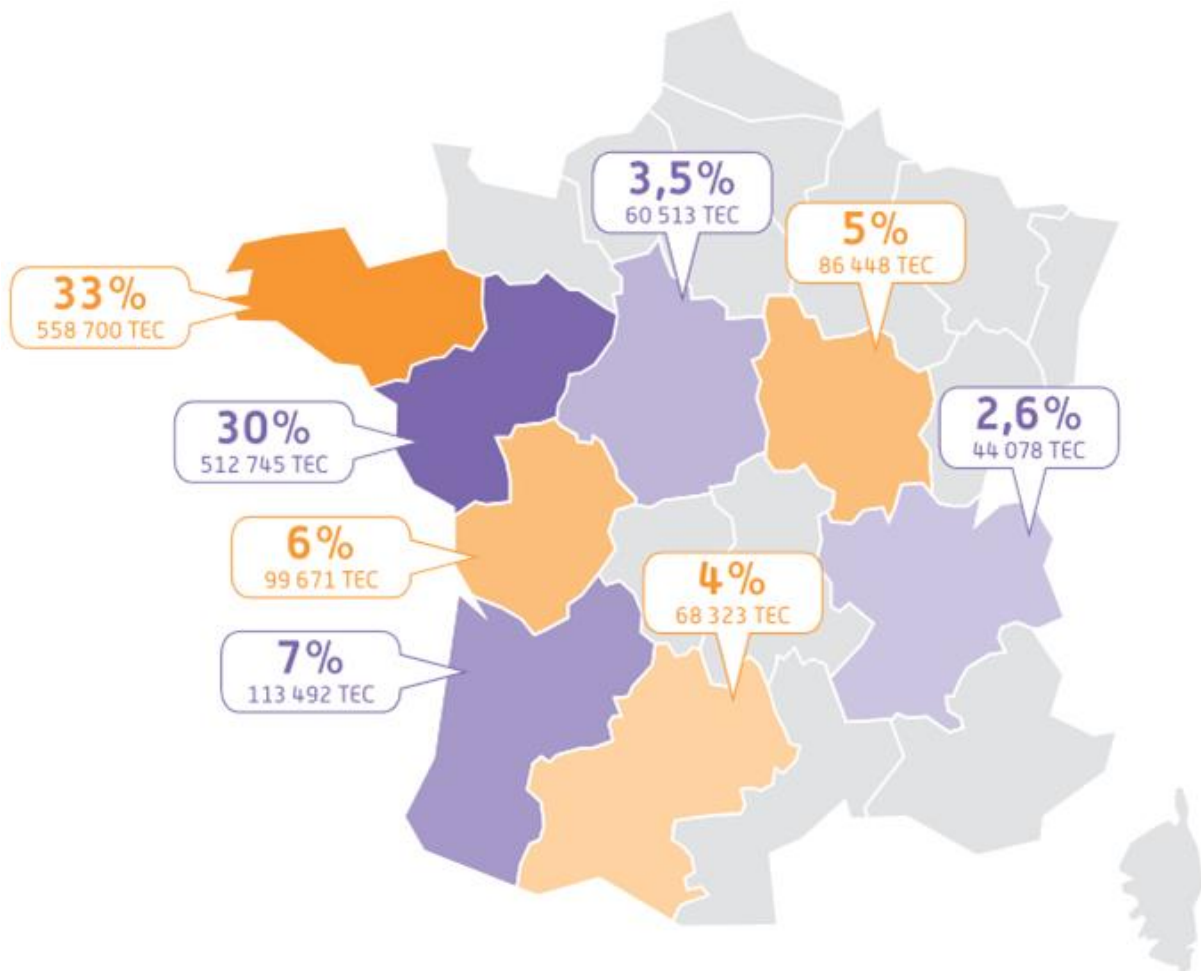 3,5%
60 513 TEC
5%
86 448 TEC
33%
558 700 TEC
30%
512 745 TEC
2,6%
44 078 TEC
6%
99 671 TEC
4%
68 323 TEC
7%
113 492 TEC